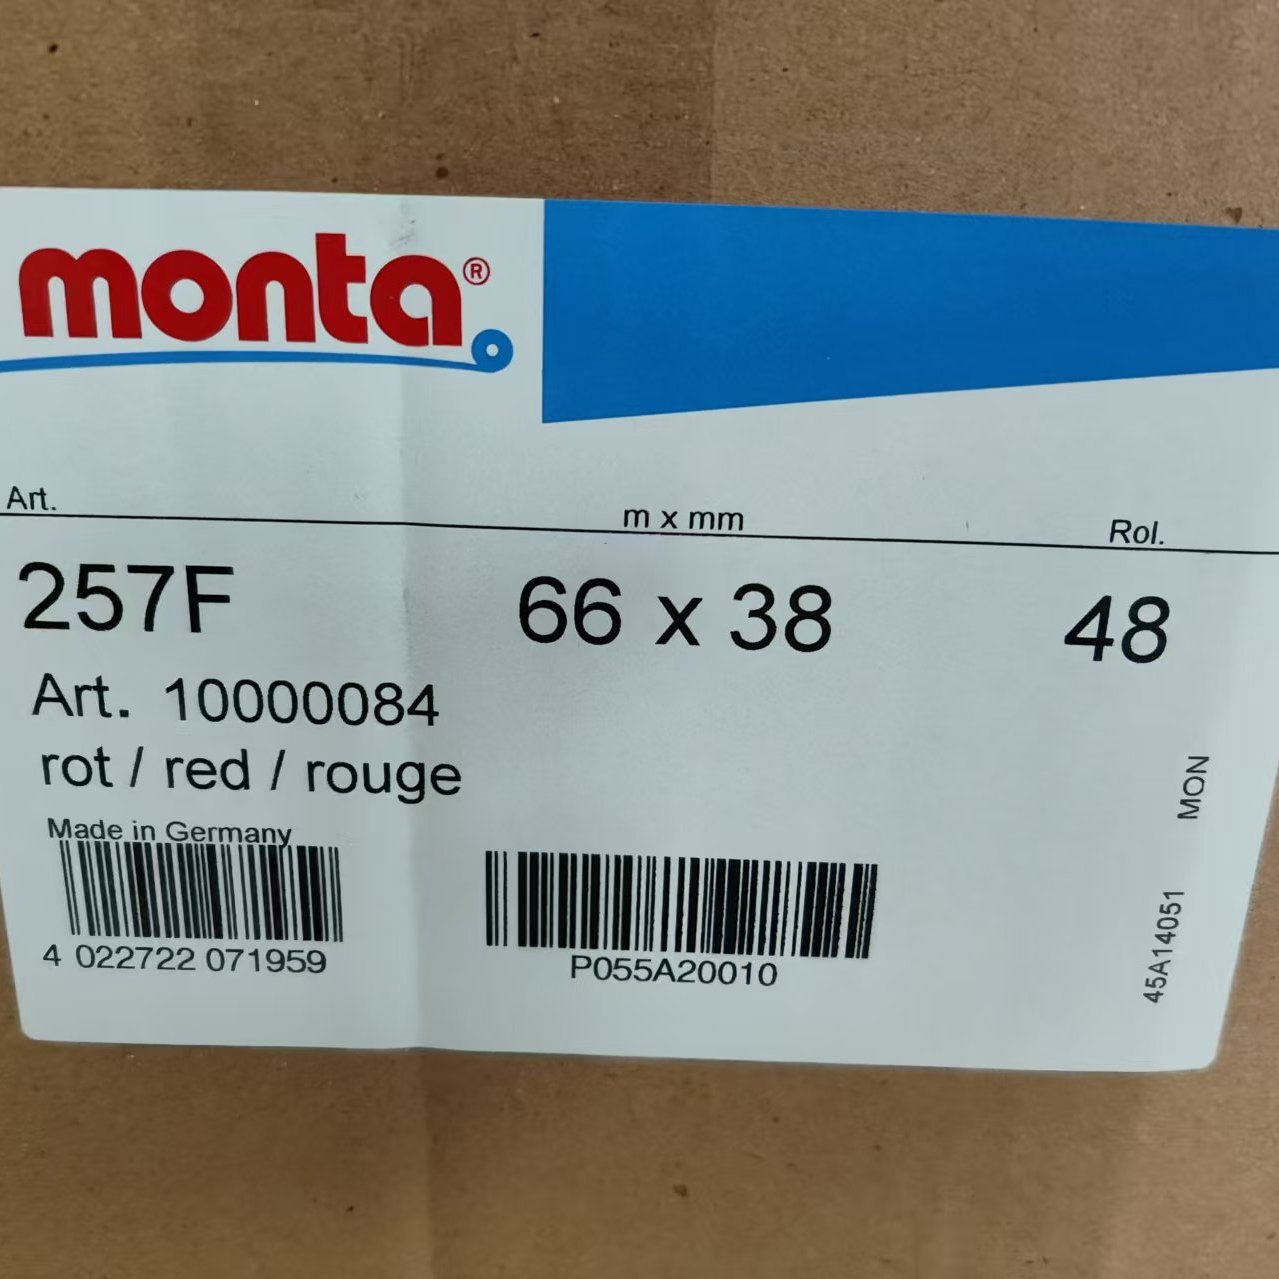 monta®
Art. m x mm Rol.
257F 66 x 38 48
Art. 10000084
rot / red / rouge
Made in Germany
4 022722 071959
P055A20010
45A14051 MON